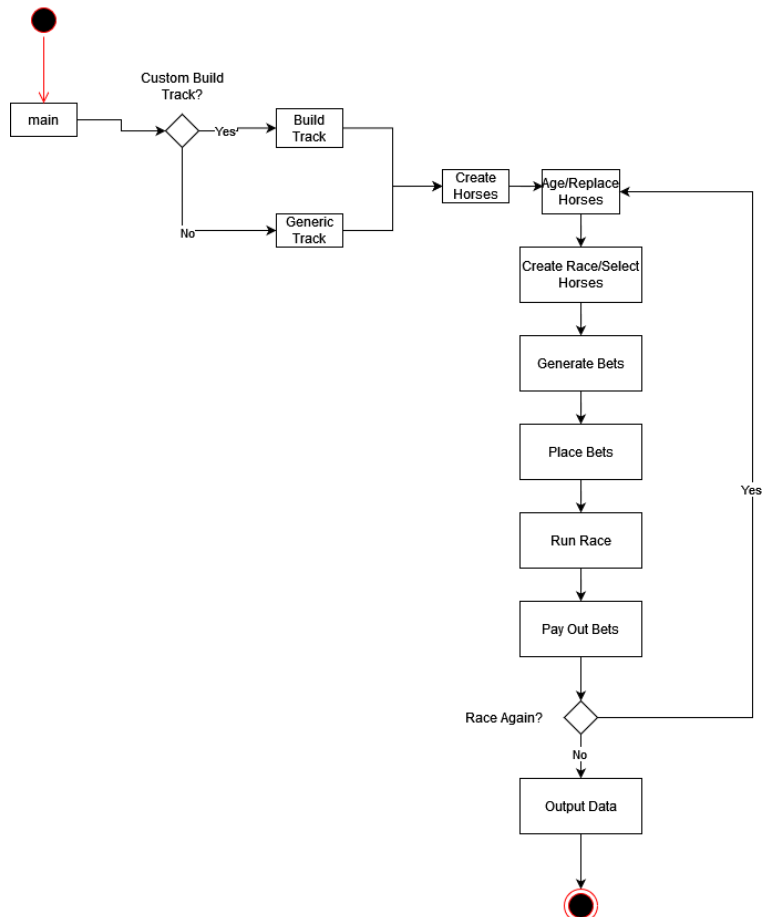 Custom Build
Track?
main
Yes
Build
Track
No
Generic
Track
Create
Horses
Age/Replace
Horses
Create Race/Select
Horses
Generate Bets
Place Bets
Yes
Run Race
Pay Out Bets
Race Again?
No
Output Data